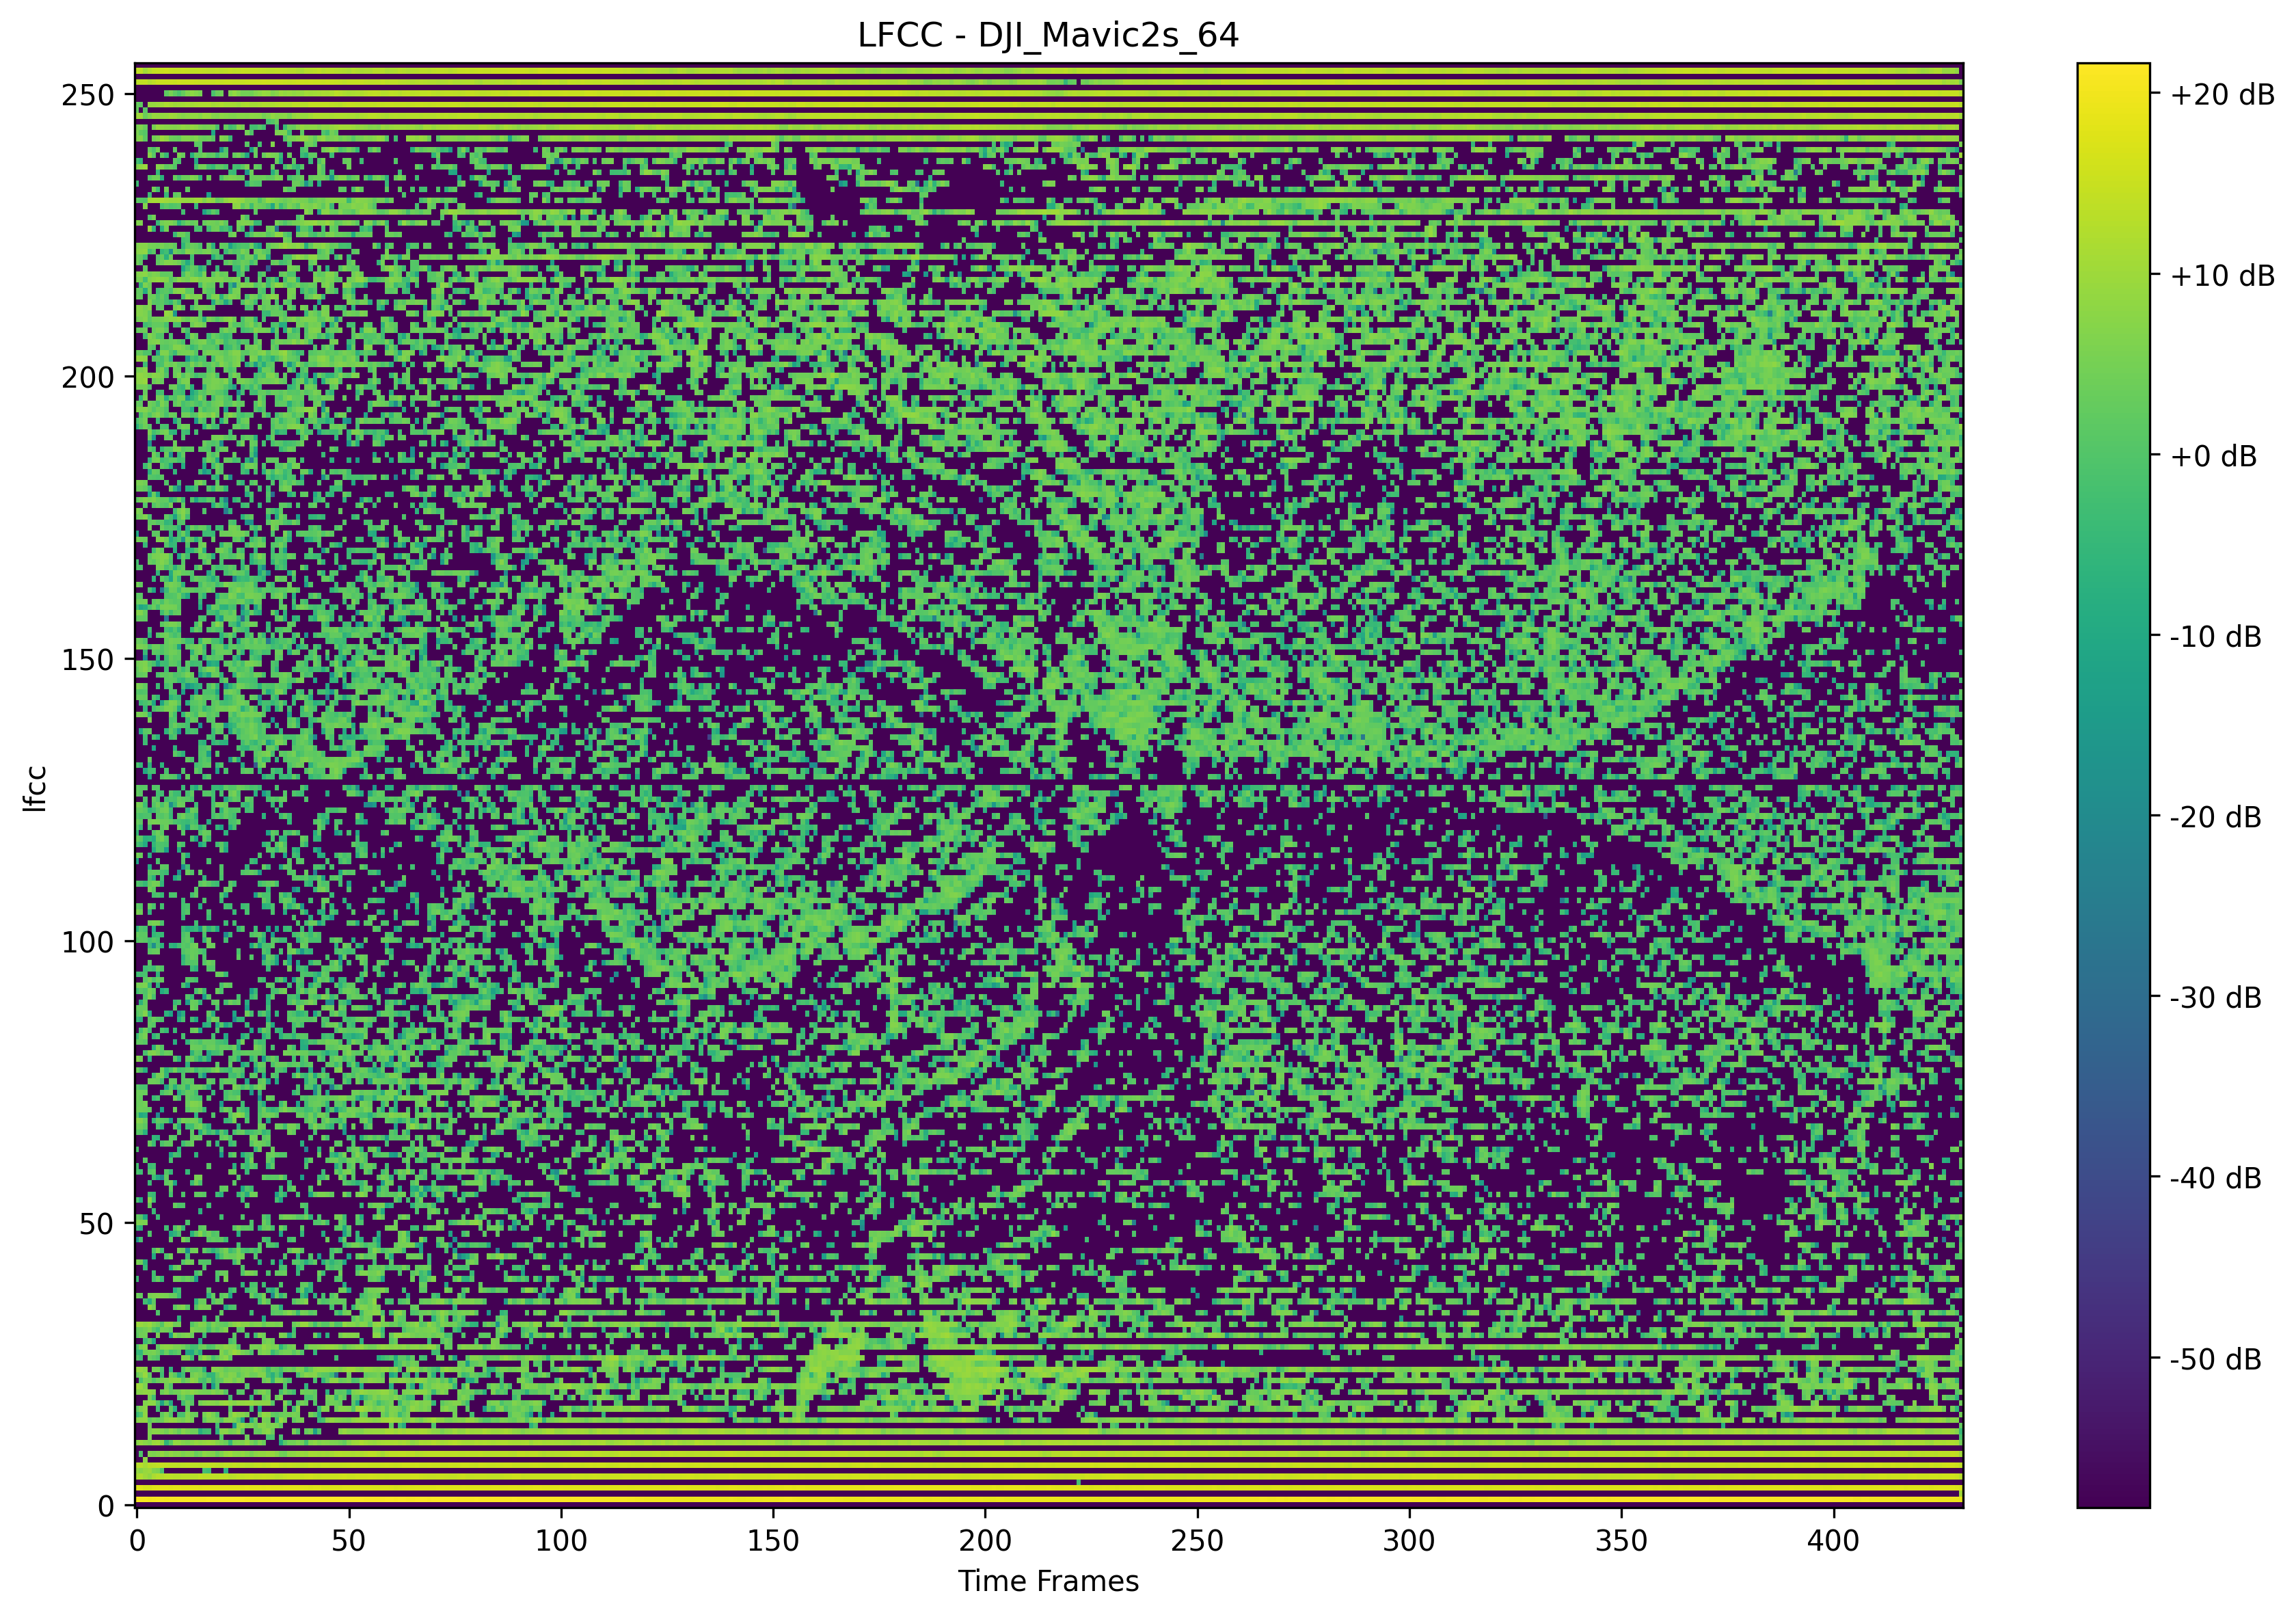 LFCC - DJI_Mavic2s_64
250
200
150
100
50
0
lfcc
0 50 100 150 200 250 300 350 400
Time Frames
+20 dB
+10 dB
+0 dB
-10 dB
-20 dB
-30 dB
-40 dB
-50 dB